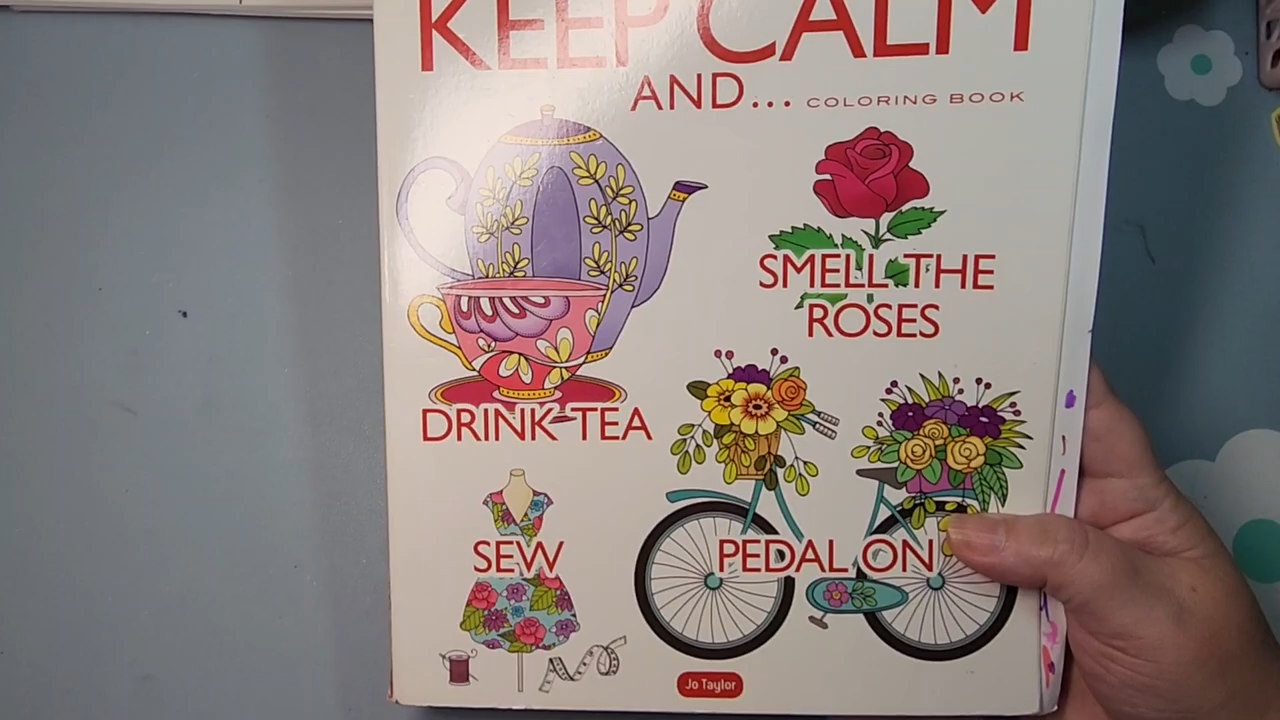 KEEP CALM
AND... COLORING BOOK
SMELL THE
ROSES
DRINK TEA
SEW
PEDAL ON
Jo Taylor